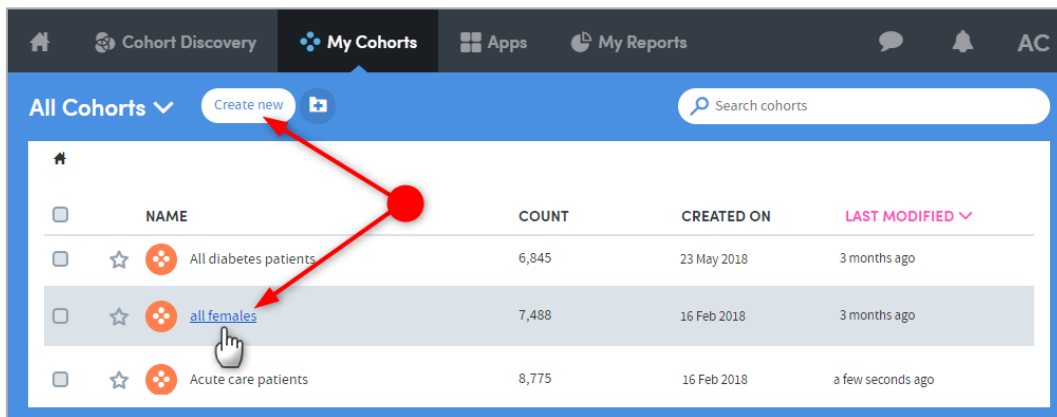 Cohort Discovery My Cohorts Apps My Reports AC
All Cohorts Create new Search cohorts
NAME COUNT CREATED ON LAST MODIFIED
All diabetes patients 6,845 23 May 2018 3 months ago
all females 7,488 16 Feb 2018 3 months ago
Acute care patients 8,775 16 Feb 2018 a few seconds ago